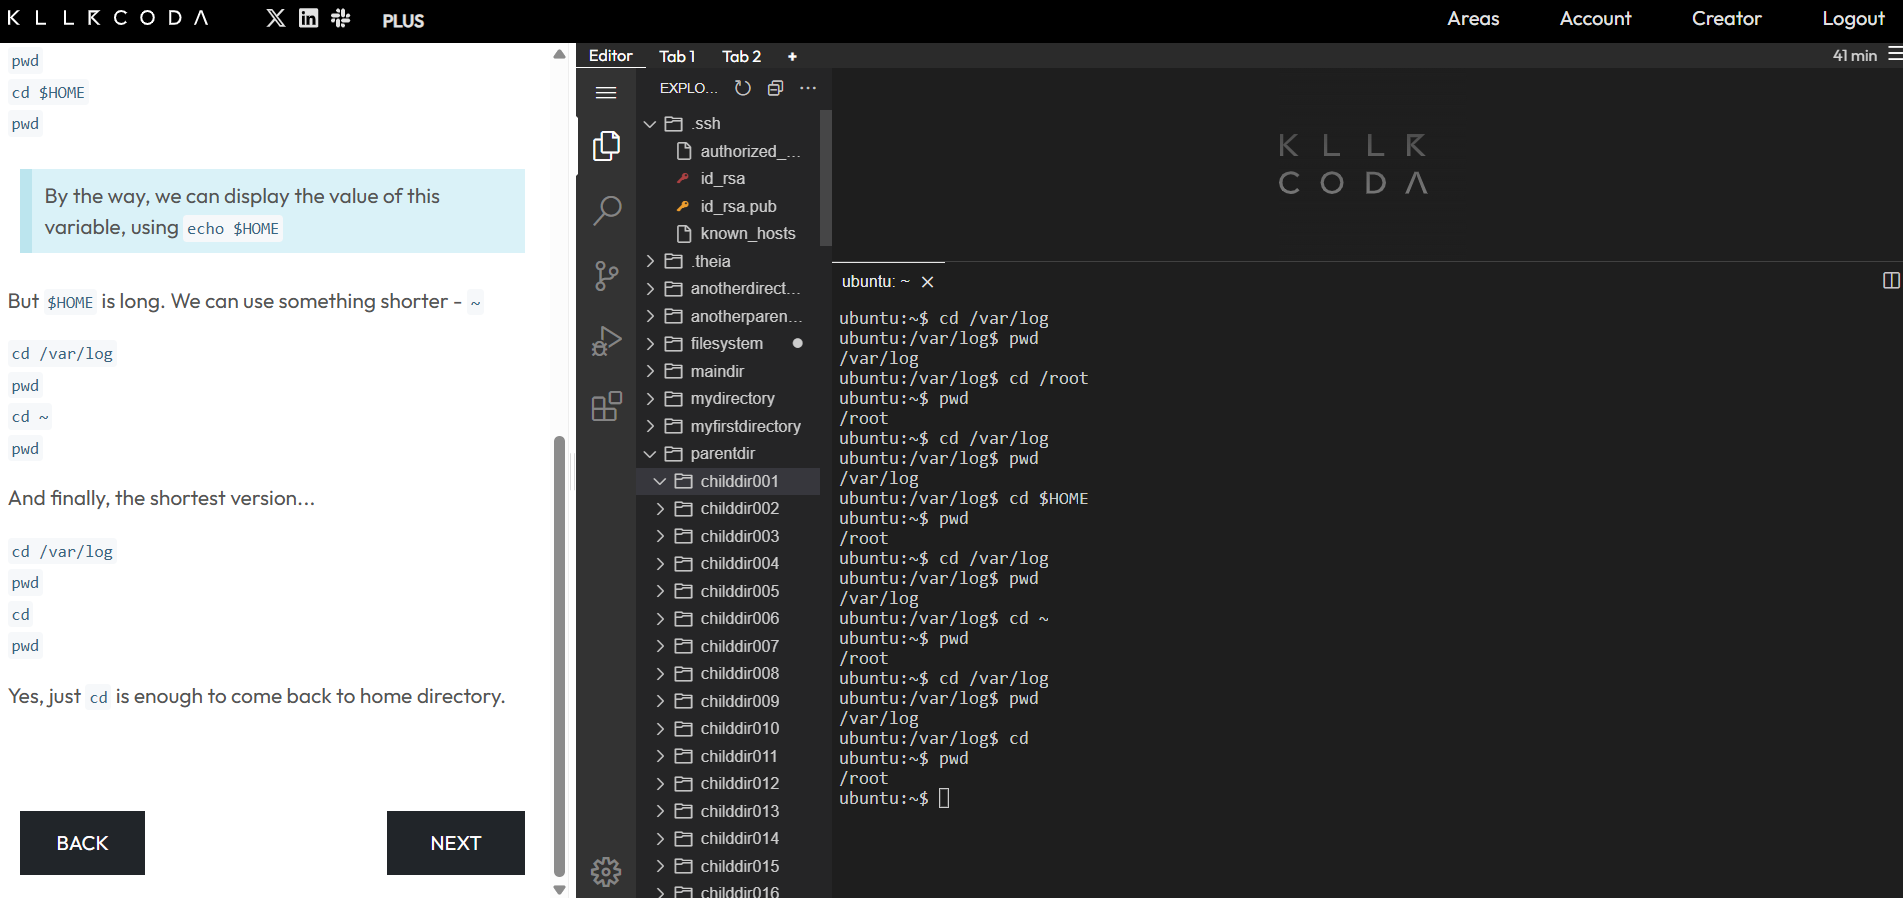 KLLRCODA PLUS Areas Account Creator Logout
pwd
cd $HOME
pwd
By the way, we can display the value of this
variable, using echo $HOME
But $HOME is long. We can use something shorter - ~
cd /var/log
pwd
cd ~
pwd
And finally, the shortest version...
cd /var/log
pwd
cd
pwd
Yes, just cd is enough to come back to home directory.
BACK NEXT
Editor Tab 1 Tab 2 + 41 min
EXPLO...
.ssh
authorized_...
id_rsa
id_rsa.pub
known_hosts
.theia
anotherdirect...
anotherparen...
filesystem
maindir
mydirectory
myfirstdirectory
parentdir
childdir001
childdir002
childdir003
childdir004
childdir005
childdir006
childdir007
childdir008
childdir009
childdir010
childdir011
childdir012
childdir013
childdir014
childdir015
childdir016
KLLR
CODA
ubuntu: ~
ubuntu:~$ cd /var/log
ubuntu:/var/log$ pwd
/var/log
ubuntu:/var/log$ cd /root
ubuntu:~$ pwd
/root
ubuntu:~$ cd /var/log
ubuntu:/var/log$ pwd
/var/log
ubuntu:/var/log$ cd $HOME
ubuntu:~$ pwd
/root
ubuntu:~$ cd /var/log
ubuntu:/var/log$ pwd
/var/log
ubuntu:/var/log$ cd ~
ubuntu:~$ pwd
/root
ubuntu:~$ cd /var/log
ubuntu:/var/log$ pwd
/var/log
ubuntu:/var/log$ cd
ubuntu:~$ pwd
/root
ubuntu:~$